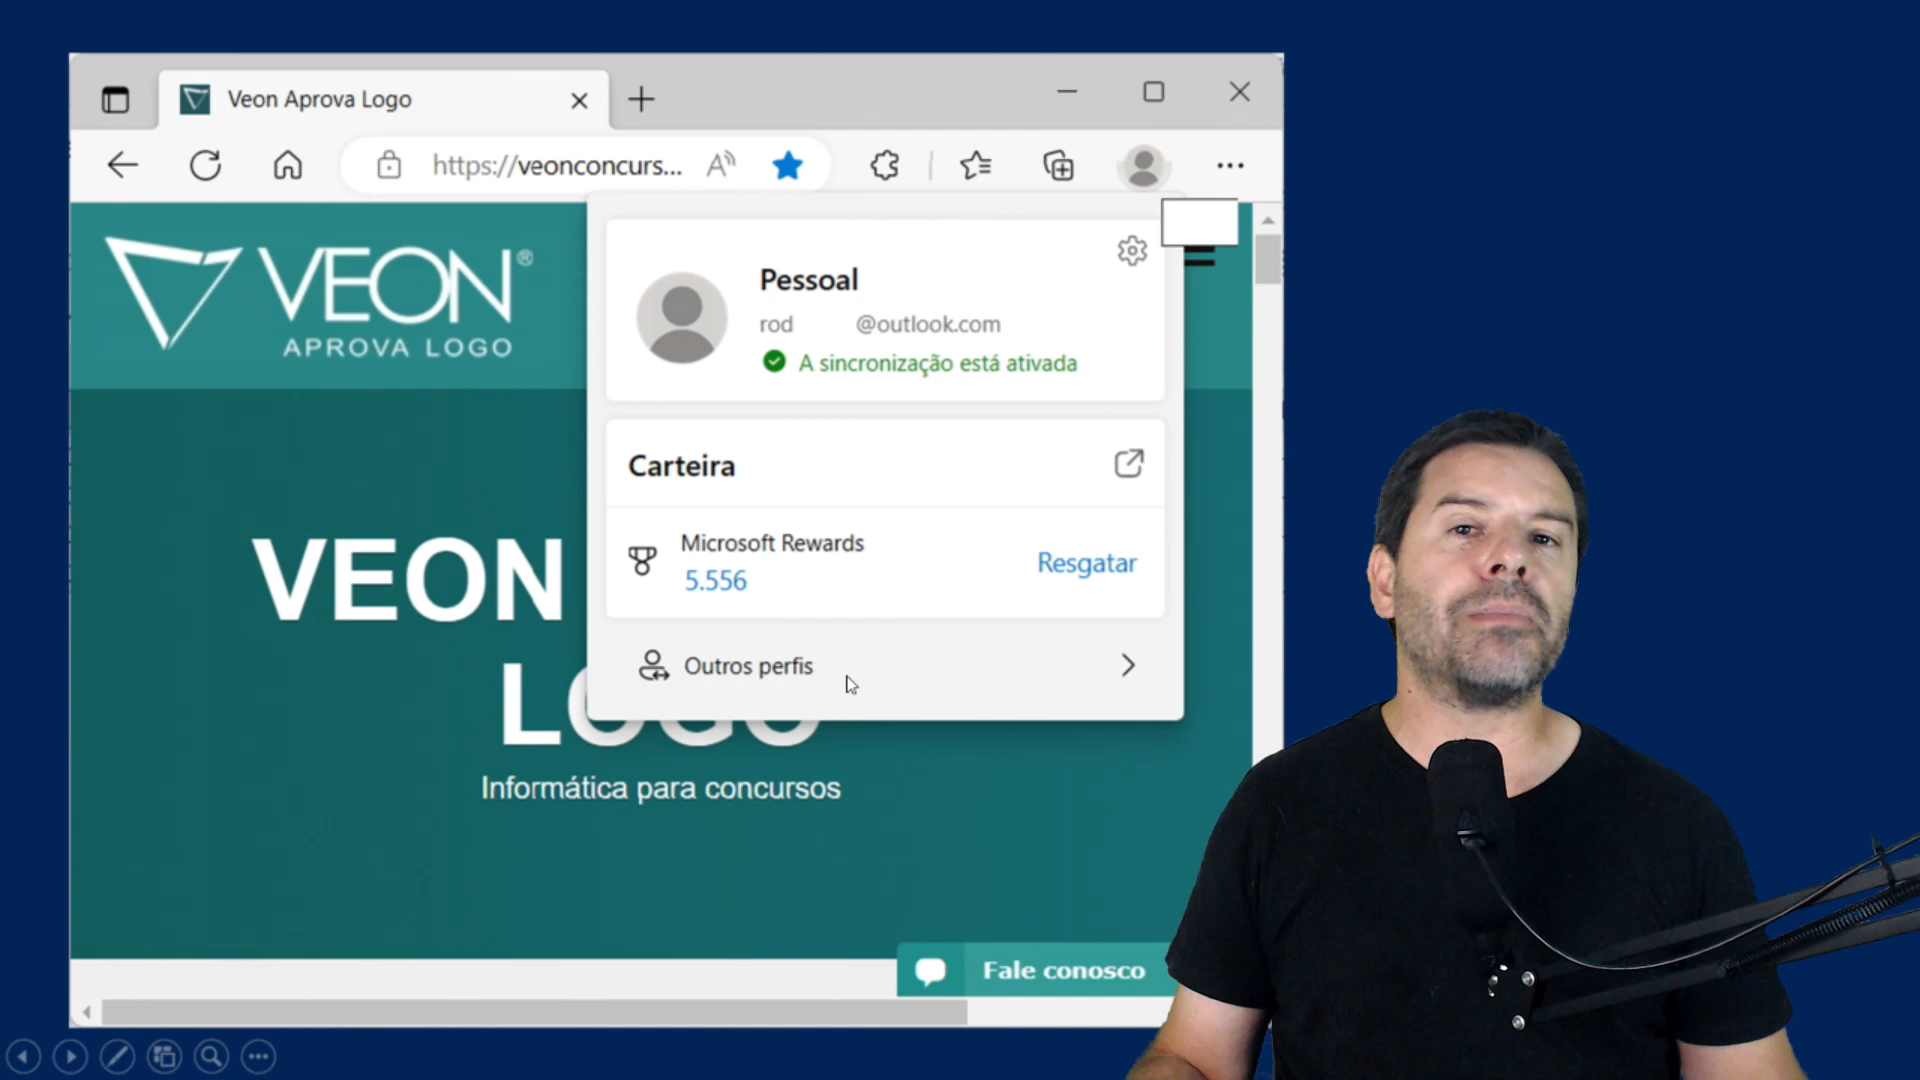 Veon Aprova Logo
https://veonconcurs...
VEON®
APROVA LOGO
Pessoal
rod @outlook.com
A sincronização está ativada
Carteira
Microsoft Rewards
5.556
Resgatar
Outros perfis
VEON
LOGO
Informática para concursos
Fale conosco